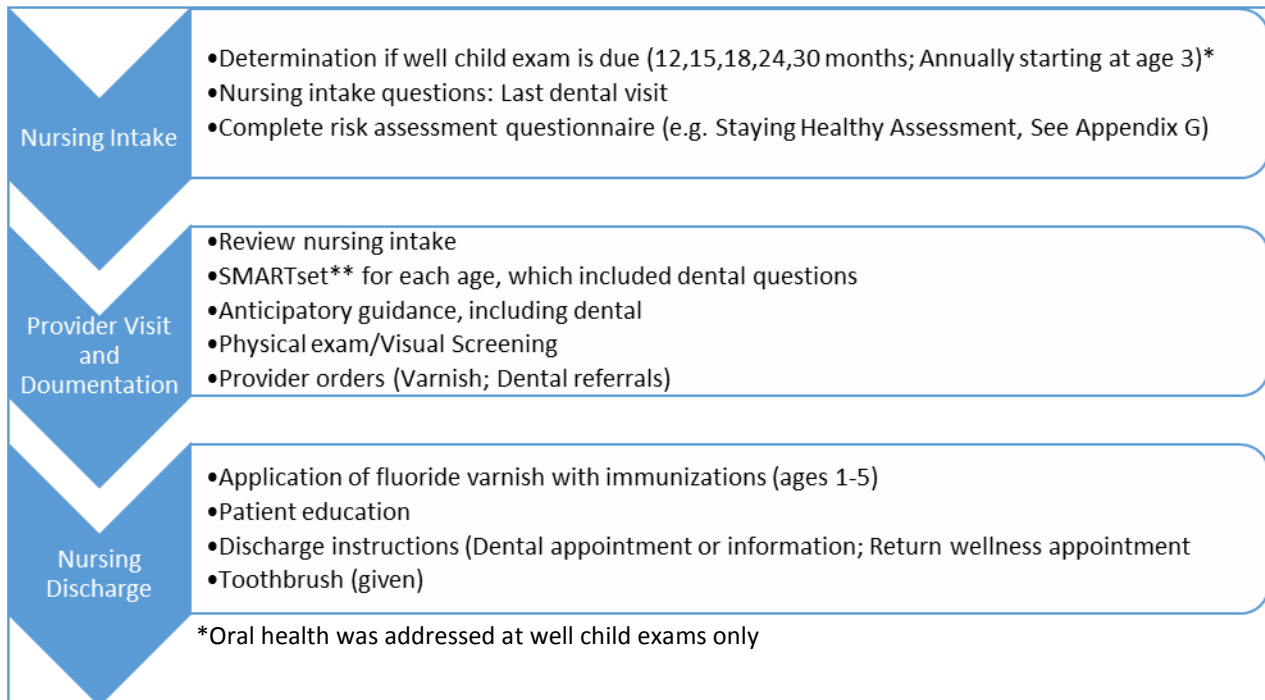 Nursing Intake
•Determination if well child exam is due (12,15,18,24,30 months; Annually starting at age 3)*
•Nursing intake questions: Last dental visit
•Complete risk assessment questionnaire (e.g. Staying Healthy Assessment, See Appendix G)
Provider Visit
and
Doumentation
•Review nursing intake
•SMARTset** for each age, which included dental questions
•Anticipatory guidance, including dental
•Physical exam/Visual Screening
•Provider orders (Varnish; Dental referrals)
Nursing
Discharge
•Application of fluoride varnish with immunizations (ages 1-5)
•Patient education
•Discharge instructions (Dental appointment or information; Return wellness appointment
•Toothbrush (given)
*Oral health was addressed at well child exams only